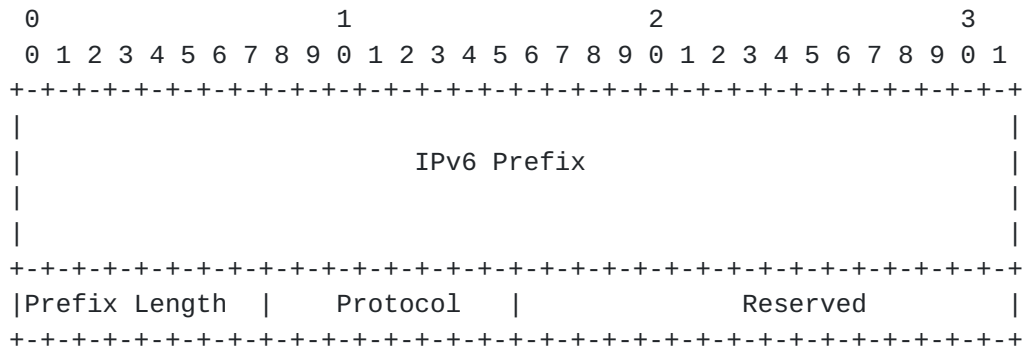 0                   1                   2                   3
 0 1 2 3 4 5 6 7 8 9 0 1 2 3 4 5 6 7 8 9 0 1 2 3 4 5 6 7 8 9 0 1
+-+-+-+-+-+-+-+-+-+-+-+-+-+-+-+-+-+-+-+-+-+-+-+-+-+-+-+-+-+-+-+-+
|                                                               |
|                         IPv6 Prefix                           |
|                                                               |
|                                                               |
+-+-+-+-+-+-+-+-+-+-+-+-+-+-+-+-+-+-+-+-+-+-+-+-+-+-+-+-+-+-+-+-+
|Prefix Length  |    Protocol   |              Reserved         |
+-+-+-+-+-+-+-+-+-+-+-+-+-+-+-+-+-+-+-+-+-+-+-+-+-+-+-+-+-+-+-+-+